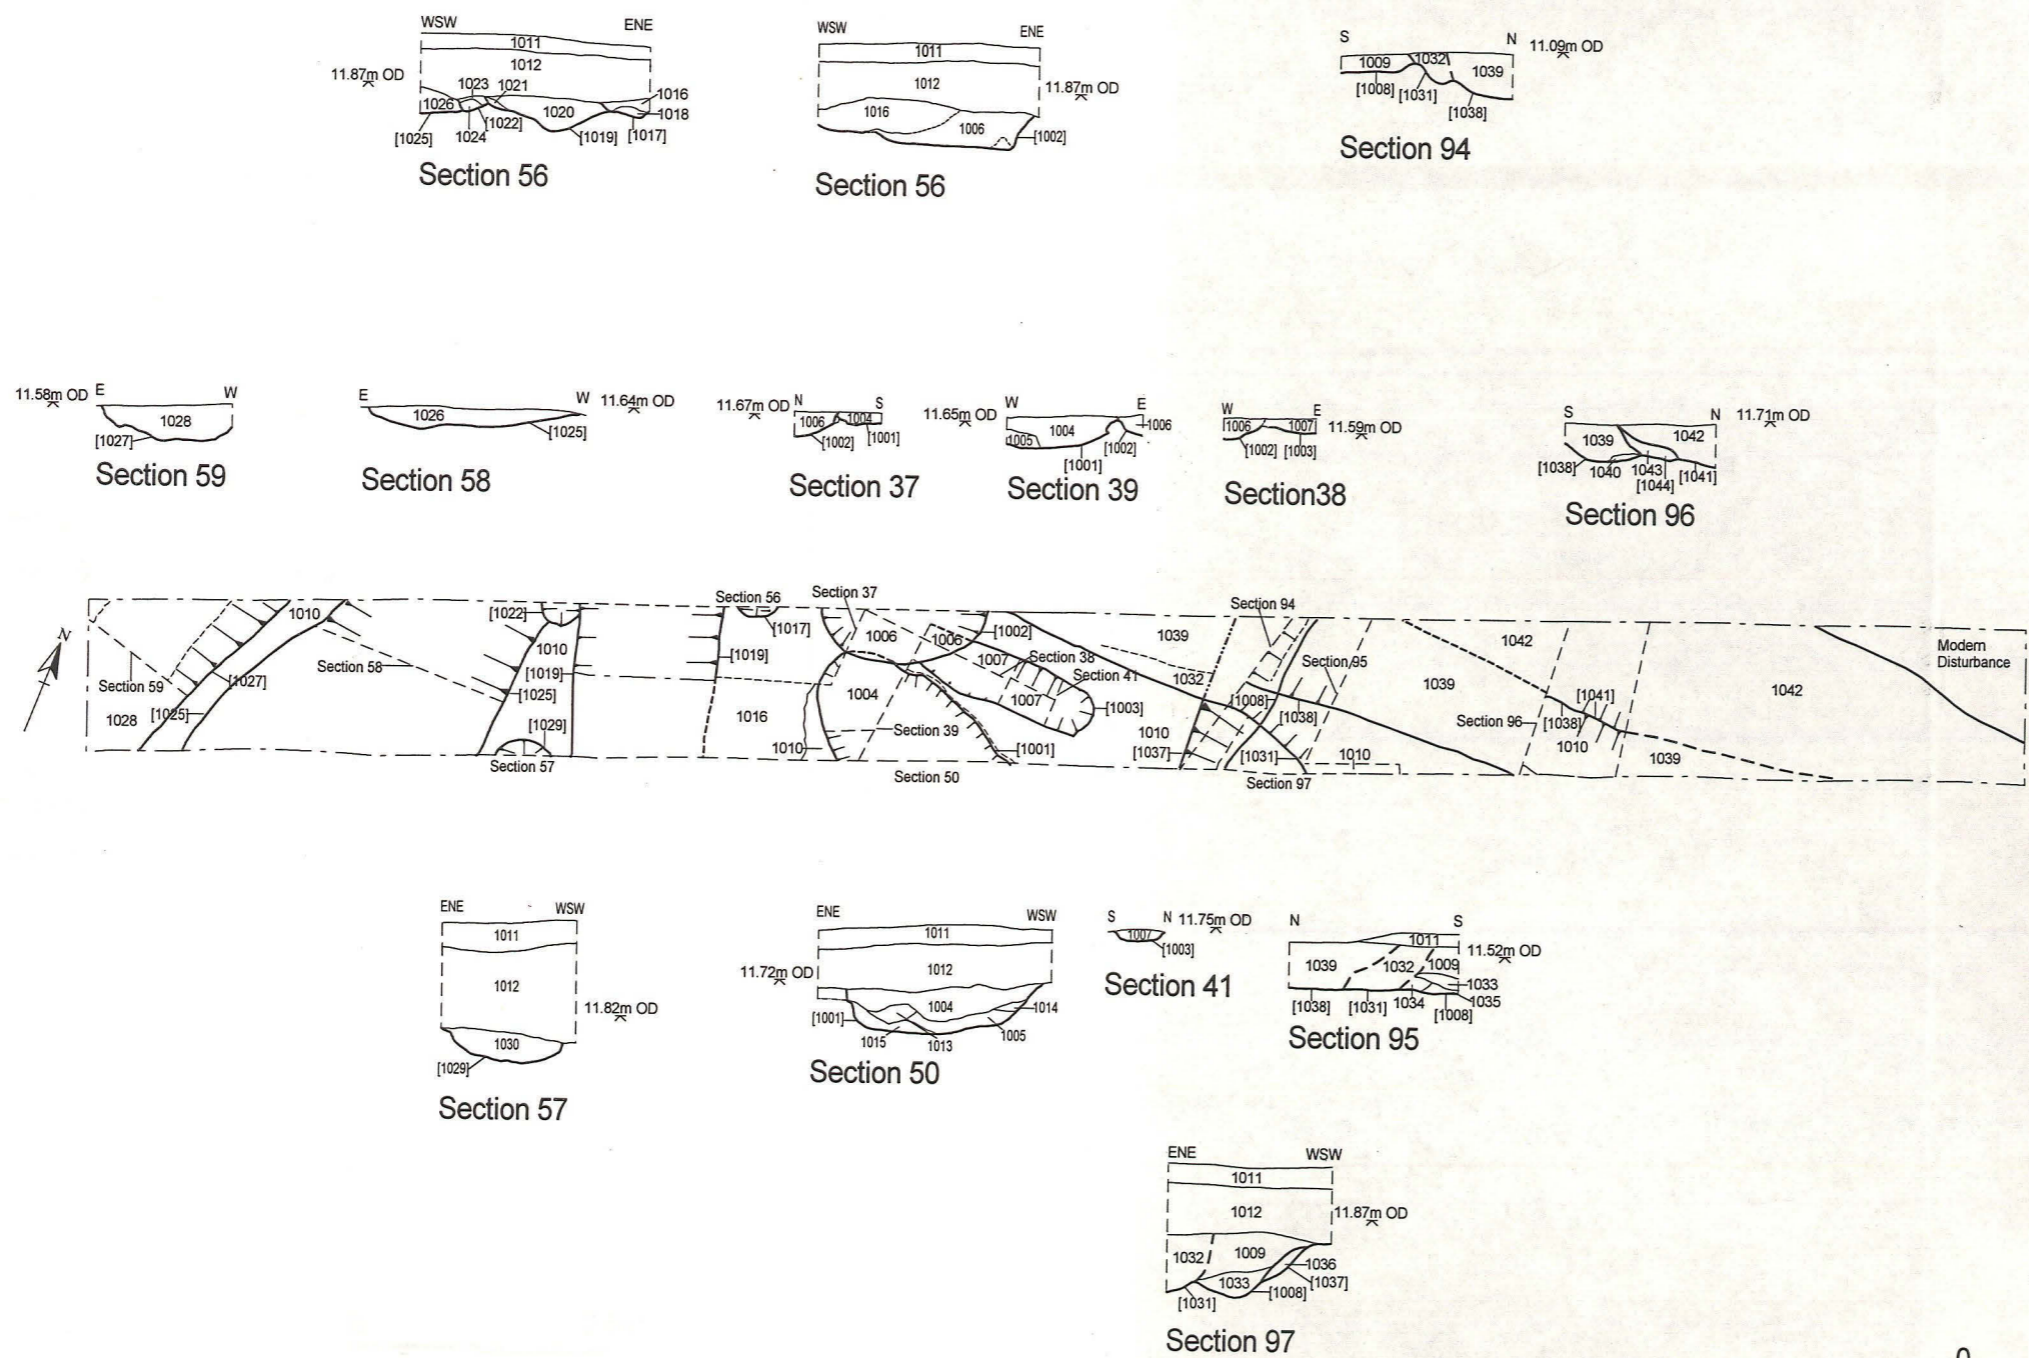 WSW ENE
1011
1012
11.87m OD
1023 1021
1026 1020 1016
1018
[1025] 1024 [1022] [1019] [1017]
Section 56
WSW ENE
1011
1012
11.87m OD
1016
1006 [1002]
Section 56
S N 11.09m OD
1009 1032 1039
[1008] [1031]
[1038]
Section 94
11.58m OD E W
1028
[1027]
Section 59
E W 11.64m OD
1026
[1025]
Section 58
11.67m OD N S
1006 1004
[1002] [1001]
Section 37
11.65m OD W E
1004 1006
1005 [1002]
[1001]
Section 39
W E
1006 1007 11.59m OD
[1002] [1003]
Section38
S N 11.71m OD
1039 1042
[1038] 1040 1043 [1041]
[1044]
Section 96
N
Section 59
1028
[1025]
[1027]
1010
Section 58
[1022]
1010
[1019]
[1025]
[1029]
Section 57
Section 56
[1017]
[1019]
1016
Section 37
1006
1006
[1002]
1007
Section 38
Section 41
1004
1007
[1003]
Section 39
1010
[1001]
Section 50
1039
1032
Section 94
[1008]
Section 95
[1038]
1010
[1037]
[1031]
1010
Section 97
1039
1042
Section 96
[1041]
[1038]
1010
1039
1042
Modern
Disturbance
ENE WSW
1011
1012
11.82m OD
1030
[1029]
Section 57
ENE WSW
1011
11.72m OD 1012
1004 1014
[1001] 1005
1015 1013
Section 50
S N 11.75m OD
1007
[1003]
Section 41
N S
1011
11.52m OD
1039 1032 1009
1033
[1038] [1031] 1034 1035
[1008]
Section 95
ENE WSW
1011
1012 11.87m OD
1032 1009
1036
1033 [1037]
[1031] [1008]
Section 97
0